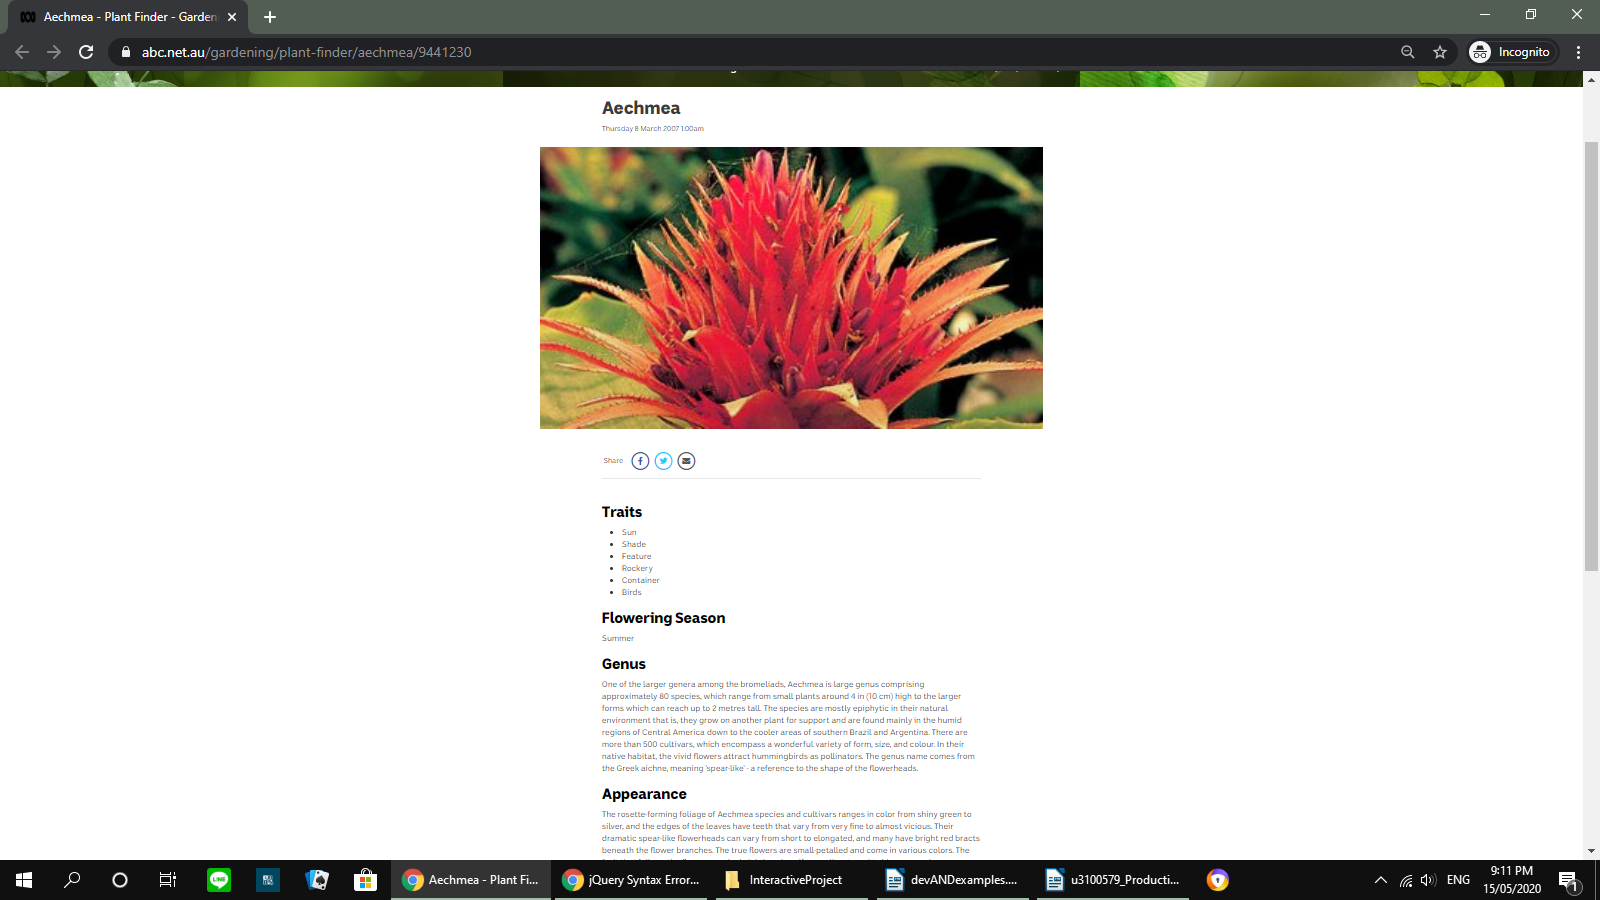 Aechmea - Plant Finder - Garden
abc.net.au/gardening/plant-finder/aechmea/9441230
Incognito
Aechmea
Thursday 8 March 2007 1:00am
Share
Traits
Sun
Shade
Feature
Rockery
Container
Birds
Flowering Season
Summer
Genus
One of the larger genera among the bromeliads, Aechmea is large genus comprising
approximately 80 species, which range from small plants around 4 in (10 cm) high to the larger
forms which can reach up to 2 metres tall. The species are mostly epiphytic in their natural
environment that is, they grow on another plant for support and are found mainly in the humid
regions of Central America down to the cooler areas of southern Brazil and Argentina. There are
more than 500 cultivars, which encompass a wonderful variety of form, size, and colour. In their
native habitat, the vivid flowers attract hummingbirds as pollinators. The genus name comes from
the Greek aichne, meaning 'spear-like' - a reference to the shape of the flowerheads.
Appearance
The rosette-forming foliage of Aechmea species and cultivars ranges in color from shiny green to
silver, and the edges of the leaves have teeth that vary from very fine to almost vicious. Their
dramatic spear-like flowerheads can vary from short to elongated, and many have bright red bracts
beneath the flower branches. The true flowers are small-petalled and come in various colors. The
LINE
Aechmea - Plant Fi...
jQuery Syntax Error...
InteractiveProject
devANDexamples....
u3100579_Producti...
ENG
9:11 PM
15/05/2020
1